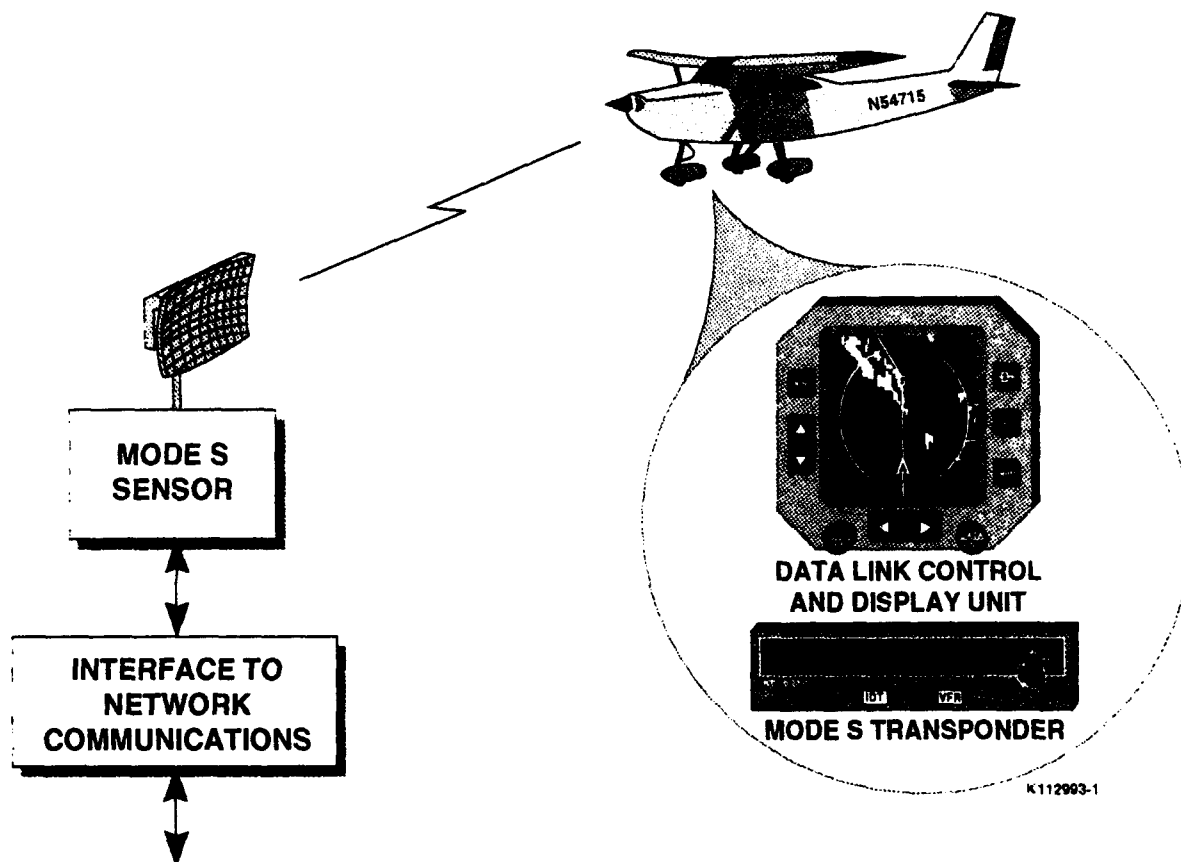 N54715
MODE S
SENSOR
INTERFACE TO
NETWORK
COMMUNICATIONS
DATA LINK CONTROL
AND DISPLAY UNIT
IDT VFR
MODE S TRANSPONDER
K112993-1